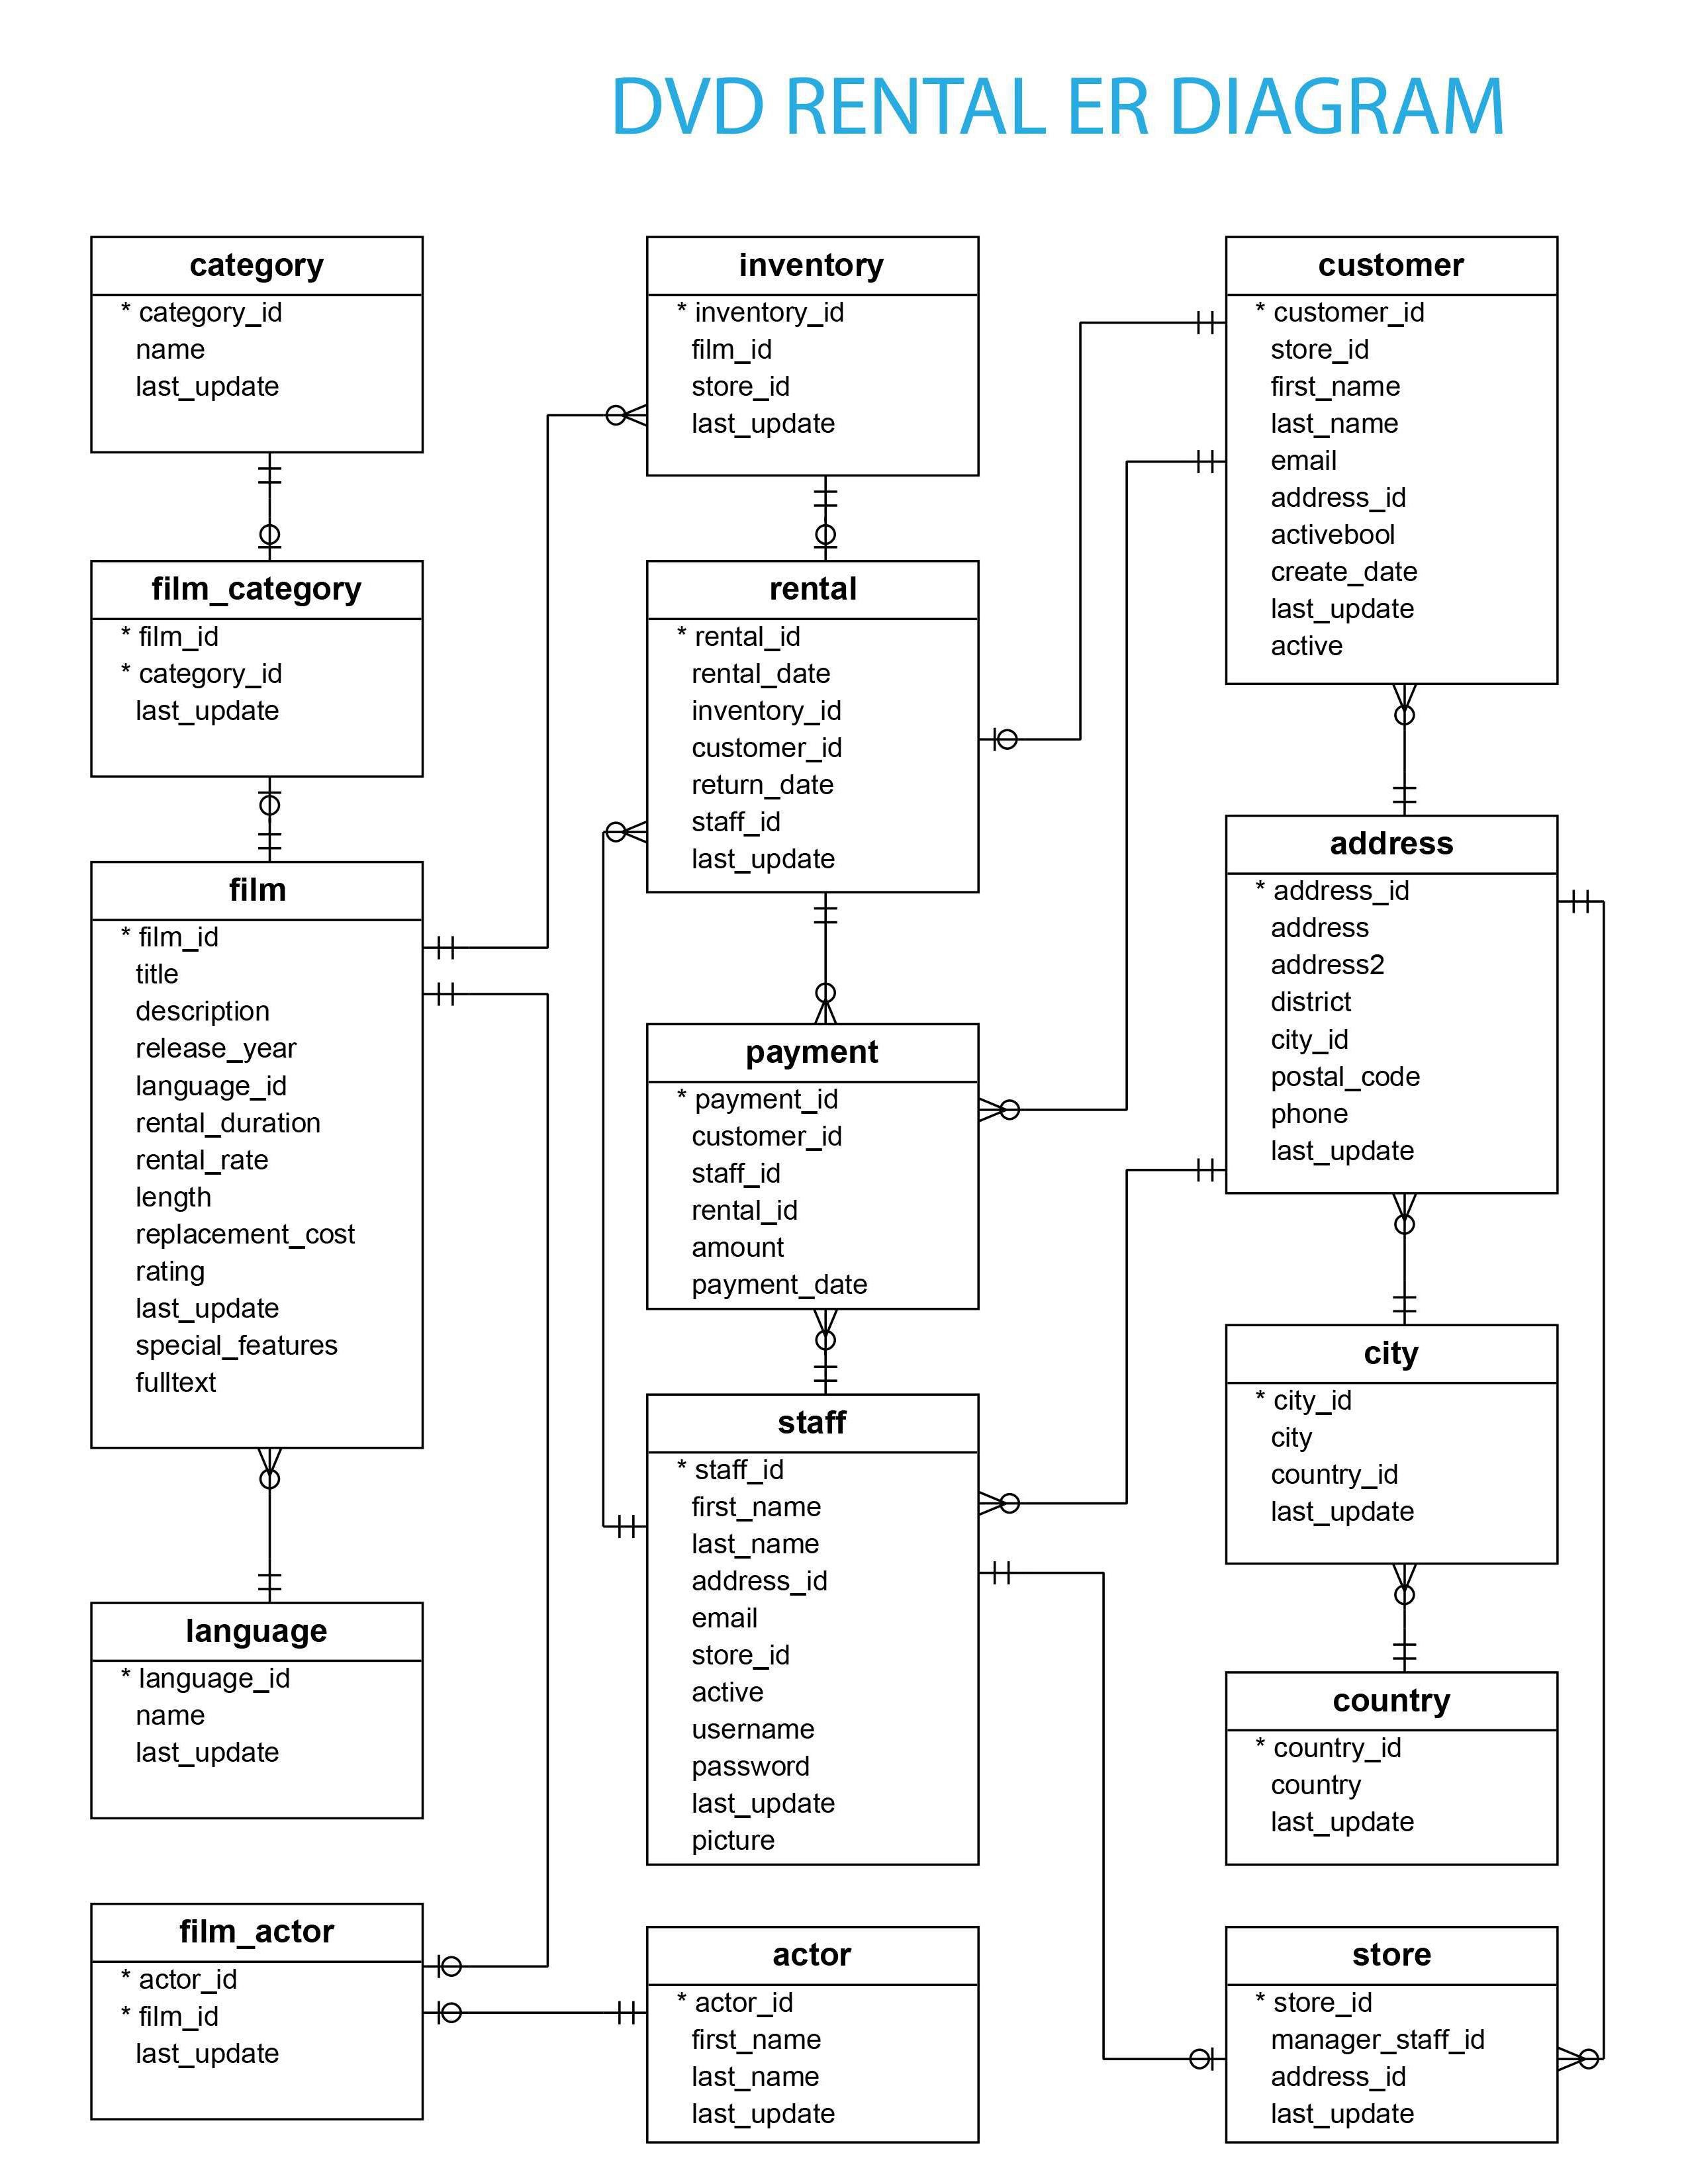 DVD RENTAL ER DIAGRAM
category
* category_id
name
last_update
film_category
* film_id
* category_id
last_update
film
* film_id
title
description
release_year
language_id
rental_duration
rental_rate
length
replacement_cost
rating
last_update
special_features
fulltext
language
* language_id
name
last_update
film_actor
* actor_id
* film_id
last_update
inventory
* inventory_id
film_id
store_id
last_update
rental
* rental_id
rental_date
inventory_id
customer_id
return_date
staff_id
last_update
payment
* payment_id
customer_id
staff_id
rental_id
amount
payment_date
staff
* staff_id
first_name
last_name
address_id
email
store_id
active
username
password
last_update
picture
actor
* actor_id
first_name
last_name
last_update
customer
* customer_id
store_id
first_name
last_name
email
address_id
activebool
create_date
last_update
active
address
* address_id
address
address2
district
city_id
postal_code
phone
last_update
city
* city_id
city
country_id
last_update
country
* country_id
country
last_update
store
* store_id
manager_staff_id
address_id
last_update